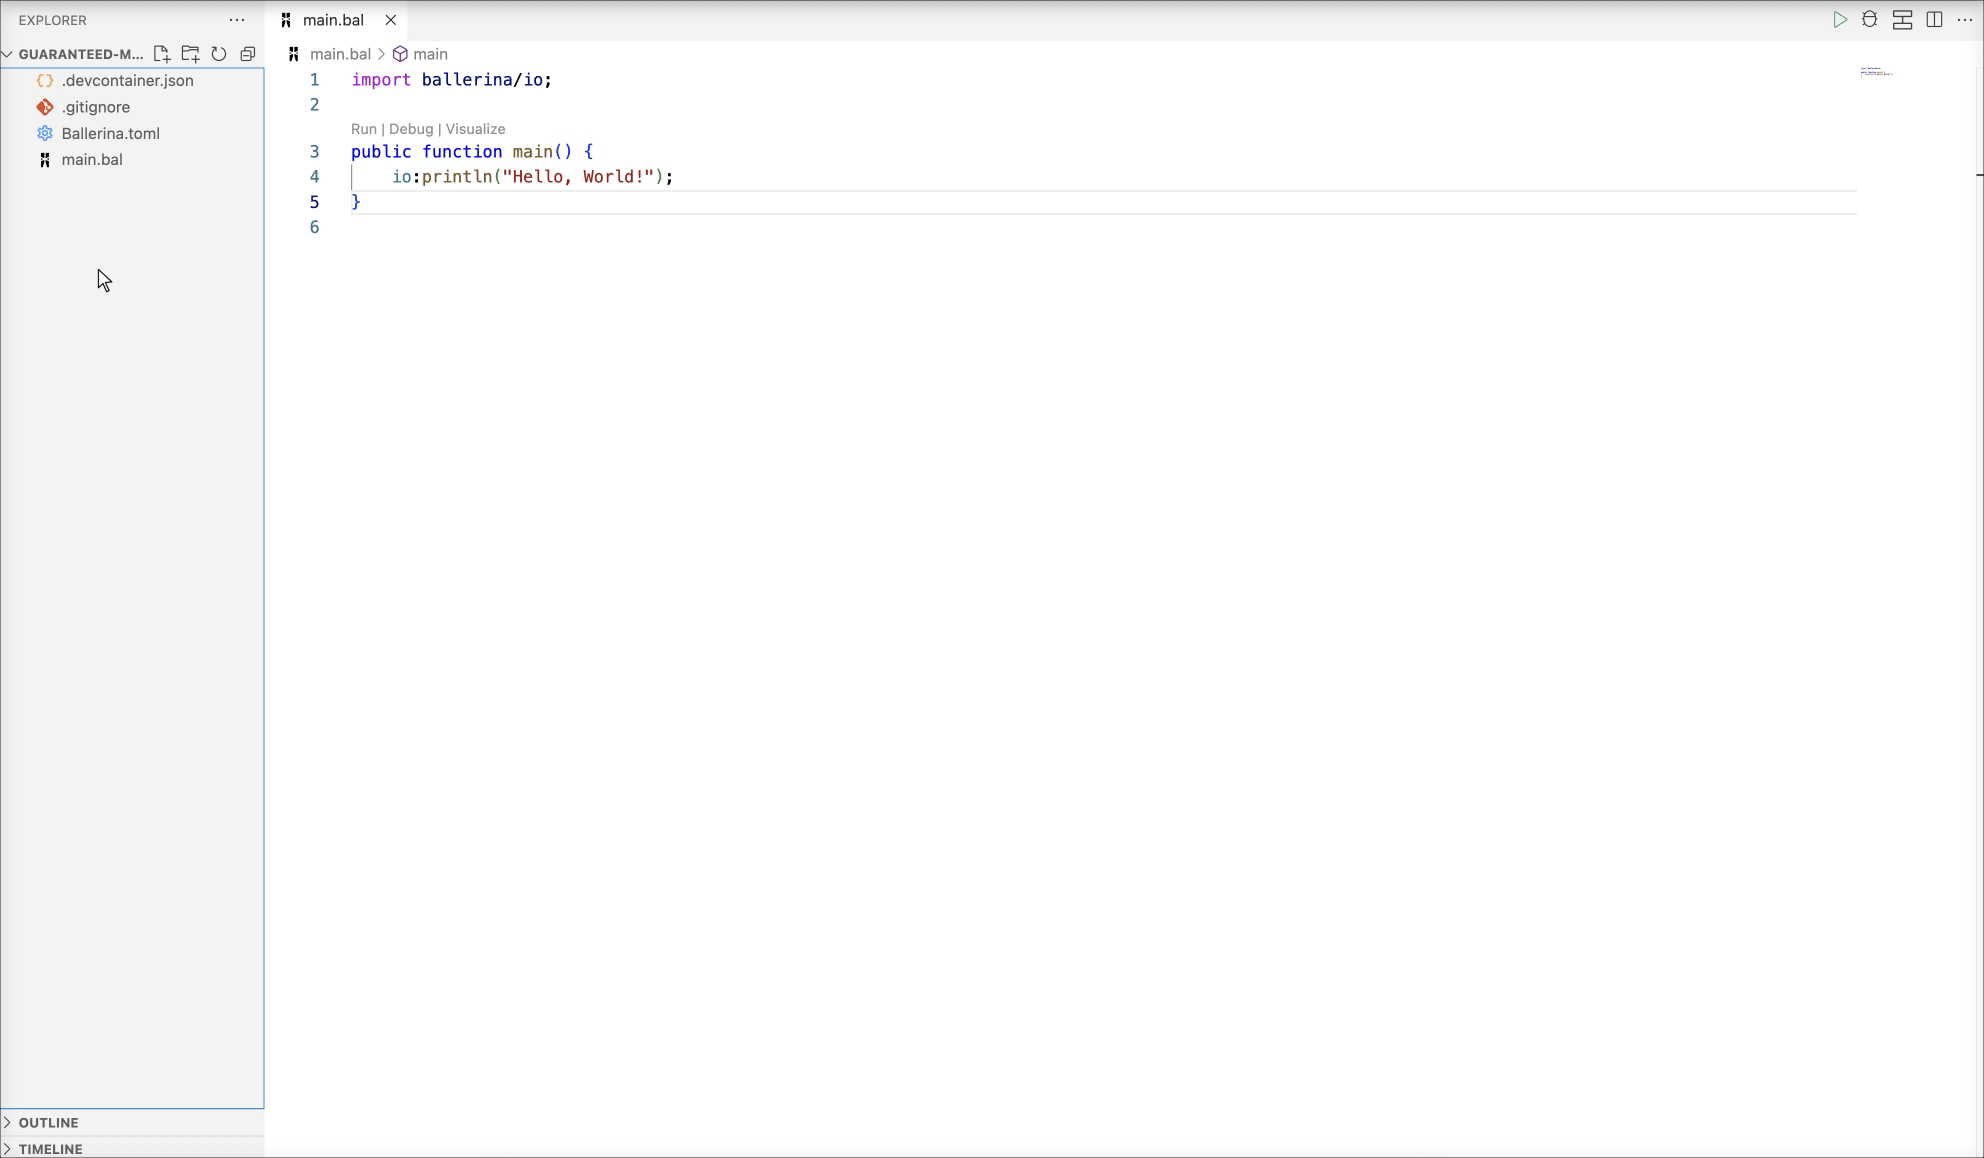 EXPLORER
GUARANTEED-M...
.devcontainer.json
.gitignore
Ballerina.toml
main.bal
OUTLINE
TIMELINE
main.bal
main.bal > main
1 import ballerina/io;
2
Run | Debug | Visualize
3 public function main() {
4     io:println("Hello, World!");
5 }
6